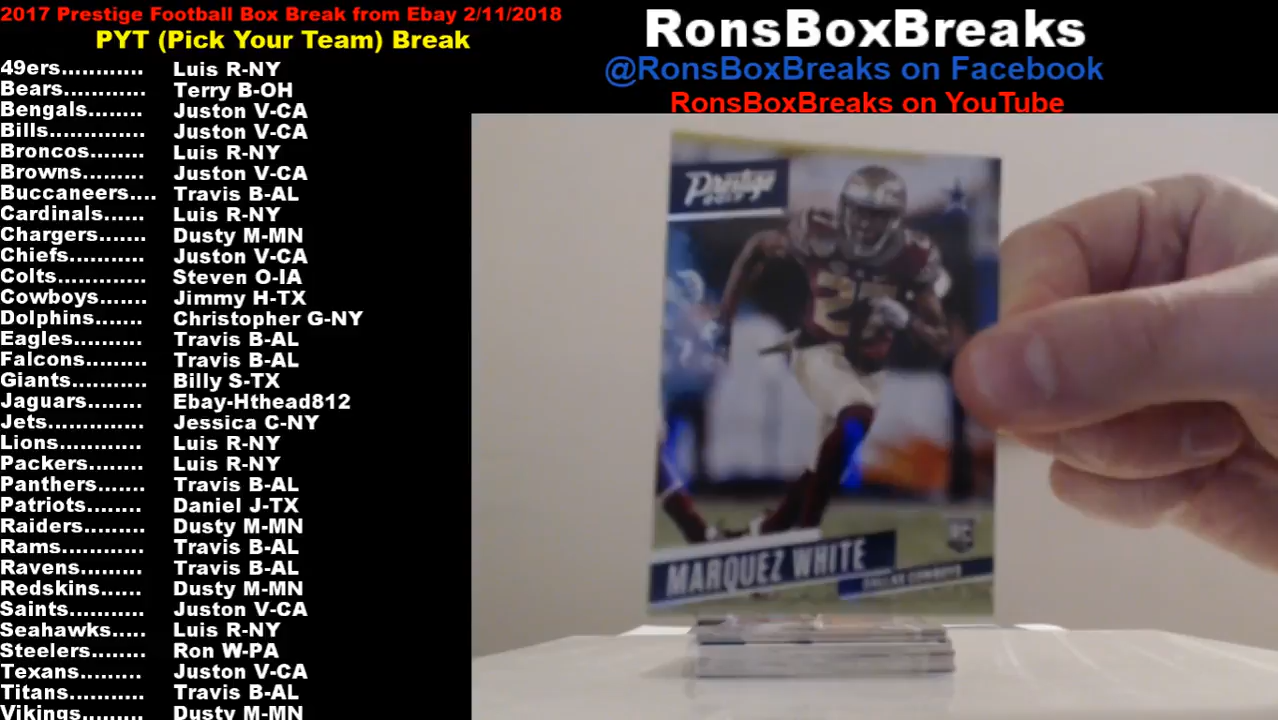 2017 Prestige Football Box Break from Ebay 2/11/2018
PYT (Pick Your Team) Break
49ers............ Luis R-NY
Bears............ Terry B-OH
Bengals........ Juston V-CA
Bills.............. Juston V-CA
Broncos........ Luis R-NY
Browns......... Juston V-CA
Buccaneers.... Travis B-AL
Cardinals...... Luis R-NY
Chargers....... Dusty M-MN
Chiefs........... Juston V-CA
Colts............. Steven O-IA
Cowboys....... Jimmy H-TX
Dolphins....... Christopher G-NY
Eagles.......... Travis B-AL
Falcons......... Travis B-AL
Giants........... Billy S-TX
Jaguars........ Ebay-Hthead812
Jets.............. Jessica C-NY
Lions............ Luis R-NY
Packers........ Luis R-NY
Panthers....... Travis B-AL
Patriots........ Daniel J-TX
Raiders......... Dusty M-MN
Rams............ Travis B-AL
Ravens......... Travis B-AL
Redskins...... Dusty M-MN
Saints........... Juston V-CA
Seahawks..... Luis R-NY
Steelers........ Ron W-PA
Texans......... Juston V-CA
Titans........... Travis B-AL
Vikings......... Dusty M-MN
RonsBoxBreaks
@RonsBoxBreaks on Facebook
RonsBoxBreaks on YouTube
Prestige
27
RC
MARQUEZ WHITE
DALLAS COWBOYS